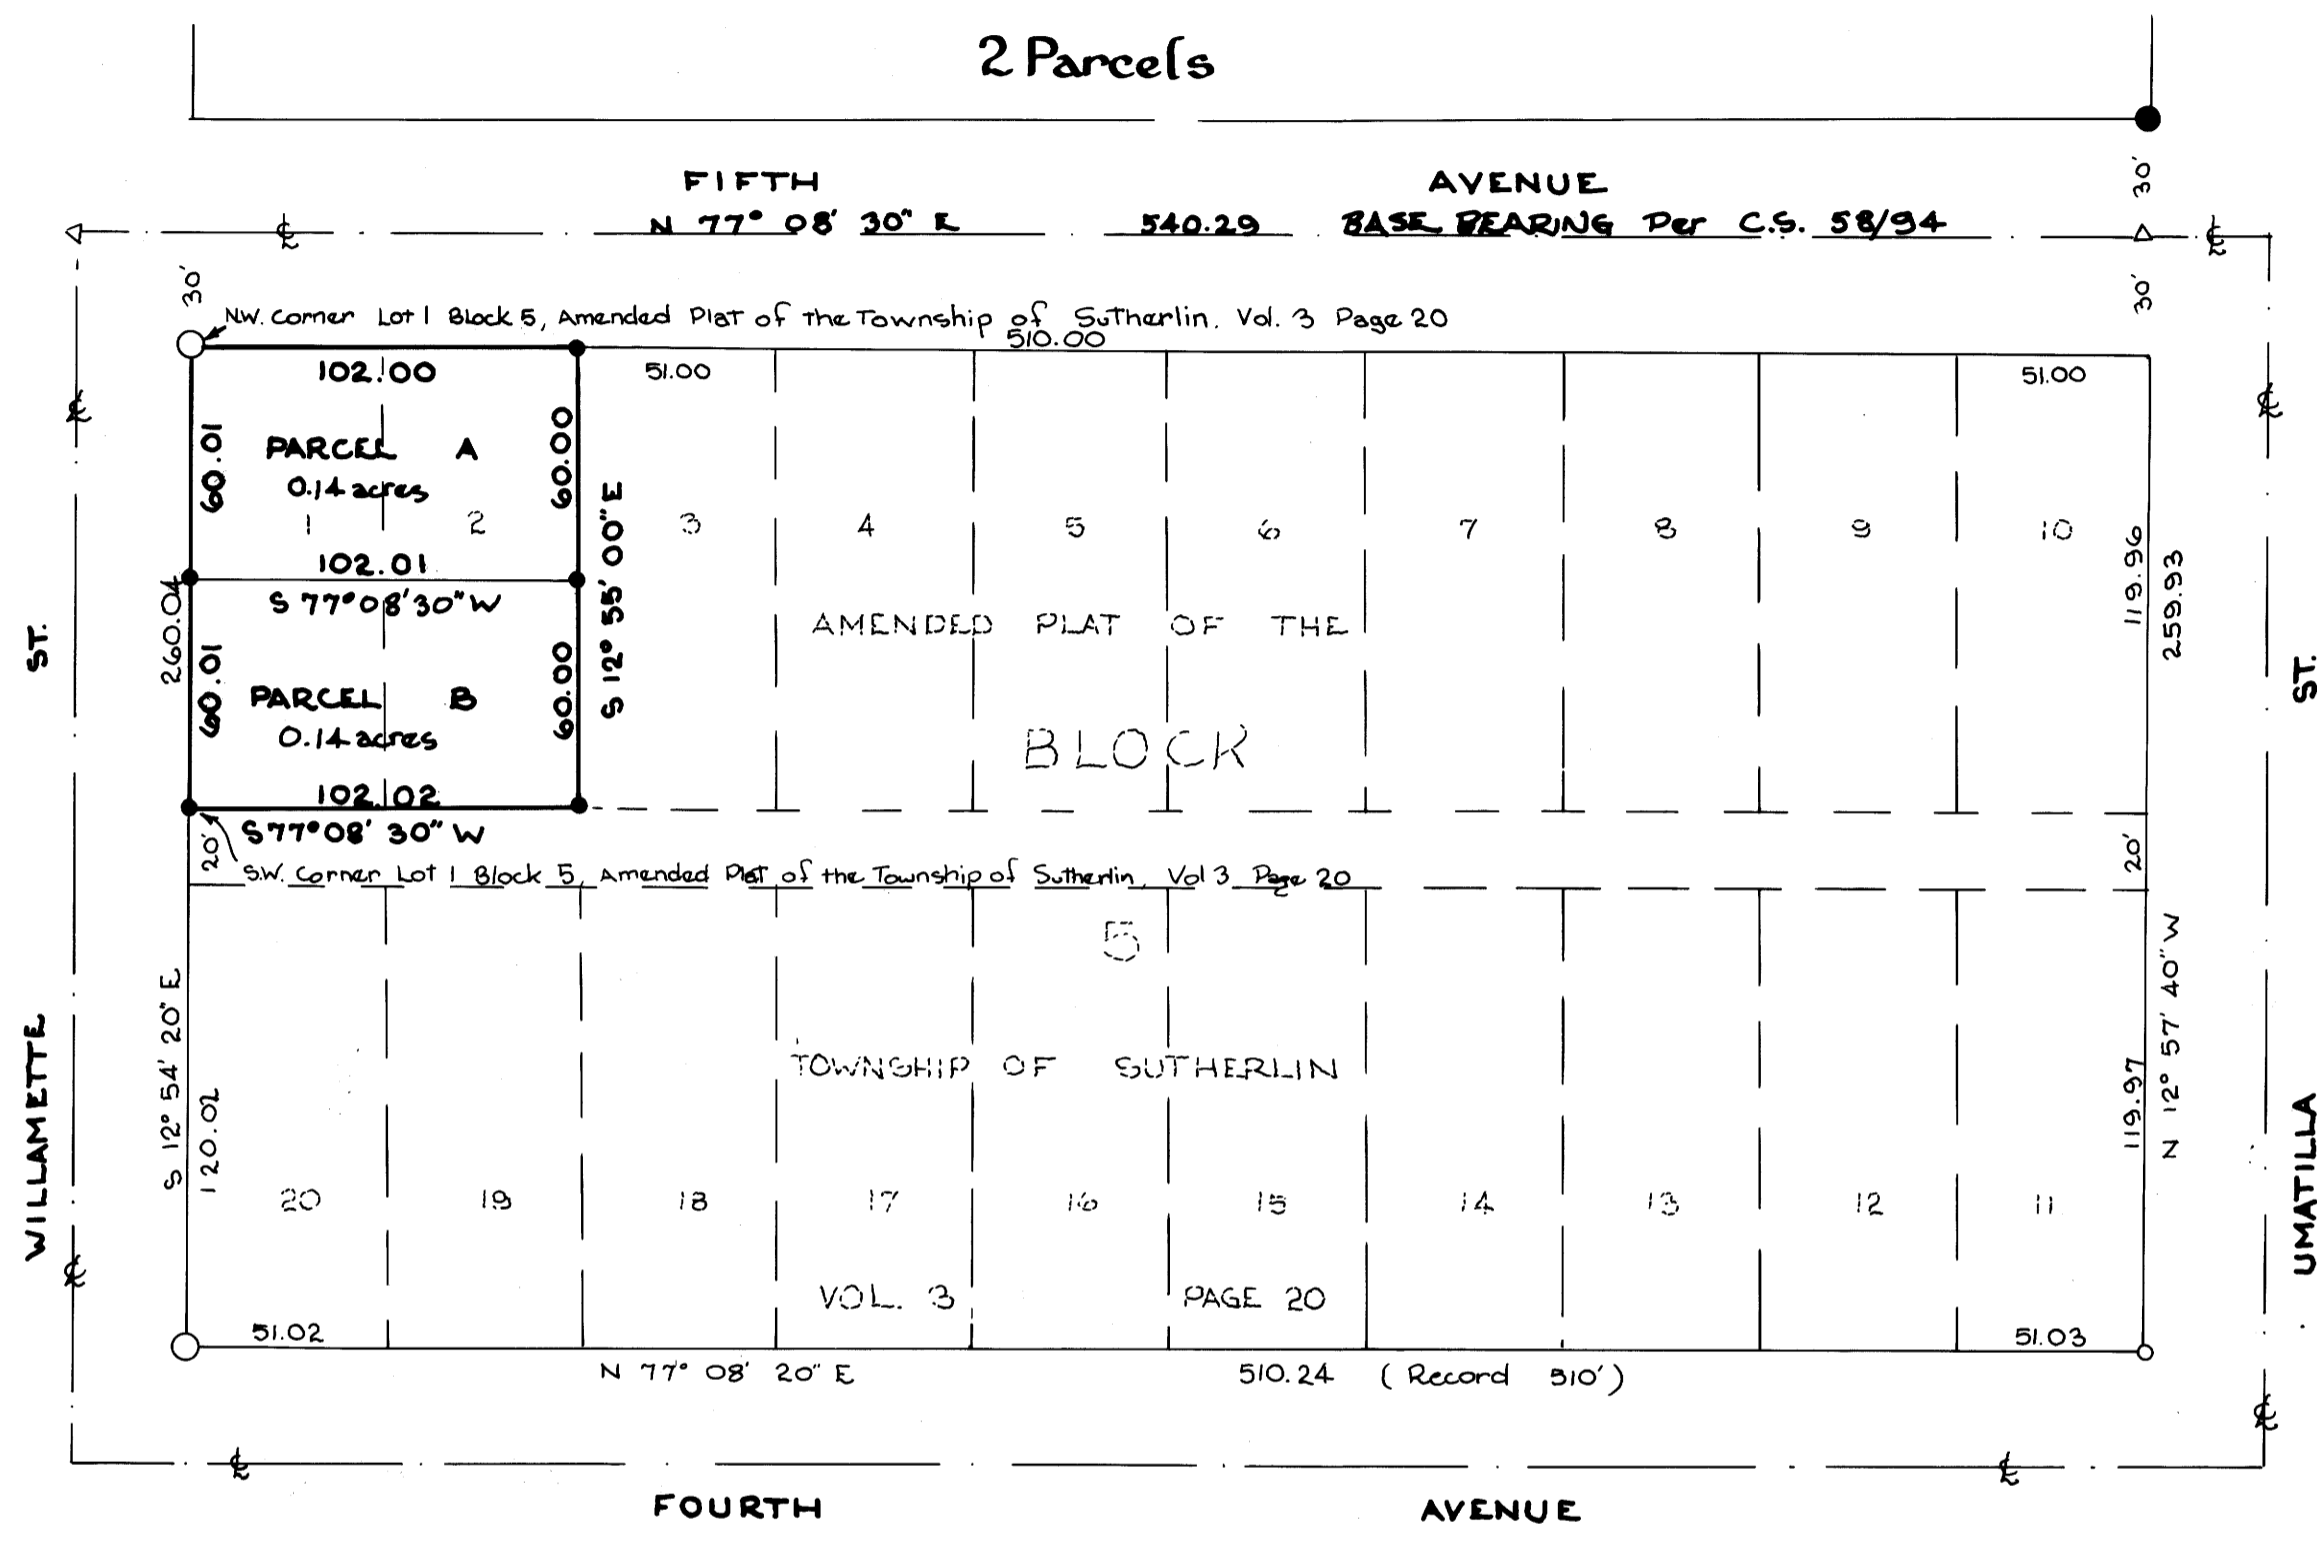 2 Parcels
FIFTH AVENUE
N 77° 08' 30" E 540.29 BASE BEARING Per C.S. 58/94
℄
℄
30'
30'
30'
N.W. Corner Lot 1 Block 5, Amended Plat of the Township of Sutherlin. Vol. 3 Page 20
510.00
102.00
51.00
51.00
℄
℄
60.01
PARCEL A
0.14 acres
60.00
1 2 3 4 5 6 7 8 9 10
102.01
S 77° 08' 30" W
S 12° 55' 00" E
260.04
119.96
259.93
AMENDED PLAT OF THE
60.01
PARCEL B
0.14 acres
60.00
BLOCK
ST.
ST.
102.02
S 77° 08' 30" W
20'
20'
S.W. Corner Lot 1 Block 5, Amended Plat of the Township of Sutherlin, Vol 3 Page 20
5
S 12° 54' 20" E
120.02
N 12° 57' 40" W
119.97
TOWNSHIP OF SUTHERLIN
WILLAMETTE
UMATILLA
20 19 18 17 16 15 14 13 12 11
VOL. 3 PAGE 20
℄
51.02
51.03
N 77° 08' 20" E 510.24 (Record 510')
℄
℄
℄
FOURTH AVENUE